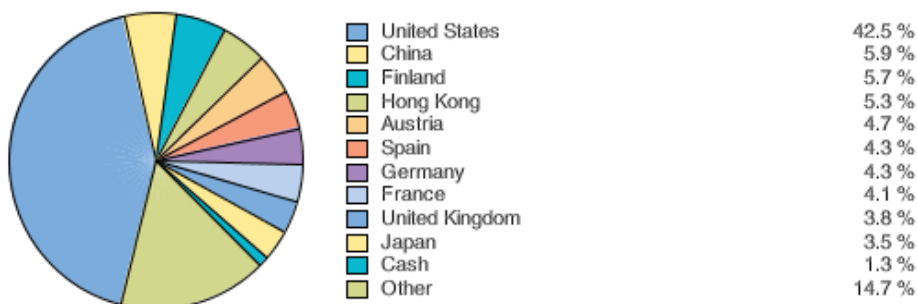 United States 42.5 %
China 5.9 %
Finland 5.7 %
Hong Kong 5.3 %
Austria 4.7 %
Spain 4.3 %
Germany 4.3 %
France 4.1 %
United Kingdom 3.8 %
Japan 3.5 %
Cash 1.3 %
Other 14.7 %